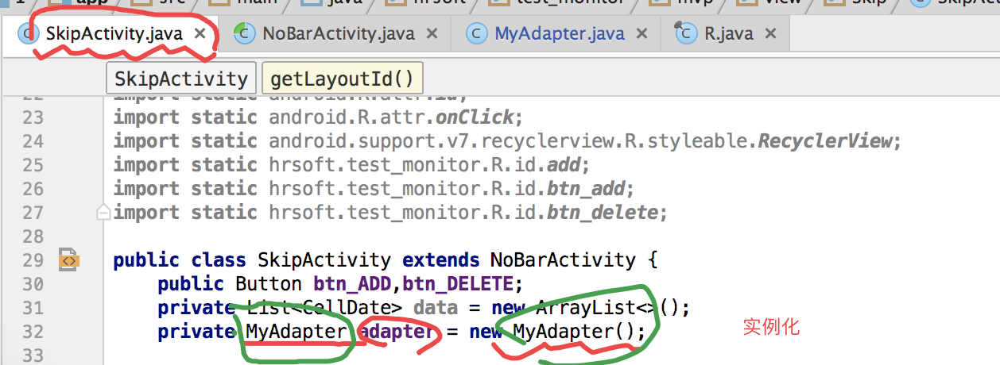 app src main java hrsoft test_monitor mvp view Skip
SkipActivity.java × NoBarActivity.java × MyAdapter.java × R.java ×
SkipActivity getLayoutId()
22 import static android.R.attr.id;
23 import static android.R.attr.onClick;
24 import static android.support.v7.recyclerview.R.styleable.RecyclerView;
25 import static hrsoft.test_monitor.R.id.add;
26 import static hrsoft.test_monitor.R.id.btn_add;
27 import static hrsoft.test_monitor.R.id.btn_delete;
28
29 public class SkipActivity extends NoBarActivity {
30 public Button btn_ADD,btn_DELETE;
31 private List<CellDate> data = new ArrayList<>();
32 private MyAdapter adapter = new MyAdapter(); 实例化
33